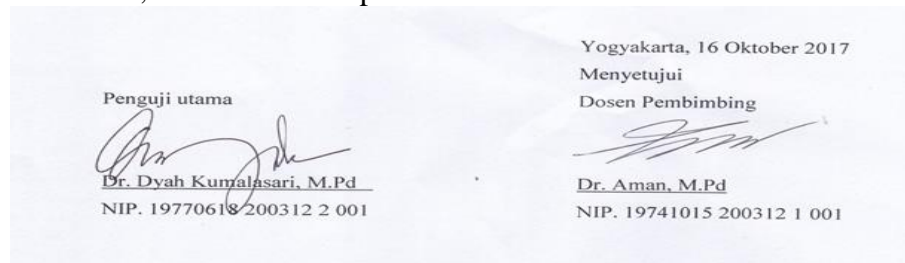 Yogyakarta, 16 Oktober 2017
Menyetujui
Penguji utama
Dosen Pembimbing
Dr. Dyah Kumalasari, M.Pd
Dr. Aman, M.Pd
NIP. 19770618 200312 2 001
NIP. 19741015 200312 1 001